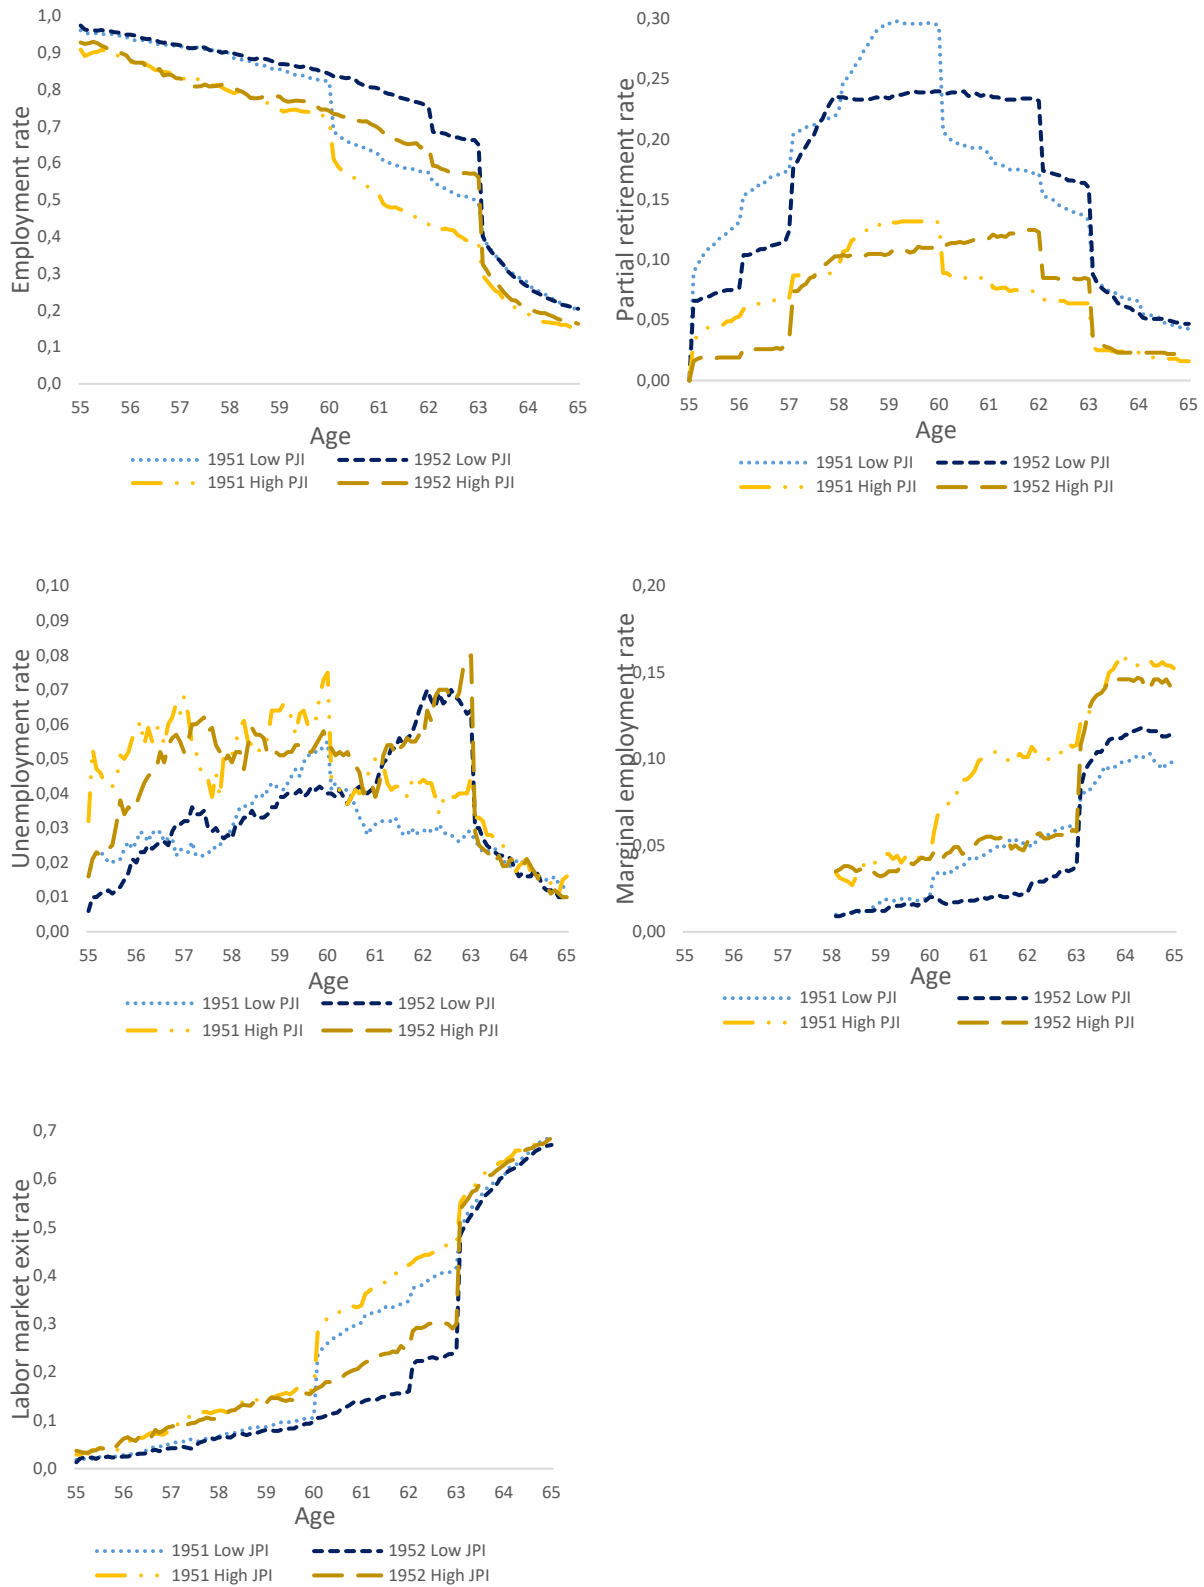 Employment rate
1,0
0,9
0,8
0,7
0,6
0,5
0,4
0,3
0,2
0,1
0,0
55 56 57 58 59 60 61 62 63 64 65
Age
1951 Low PJI 1952 Low PJI
1951 High PJI 1952 High PJI
Partial retirement rate
0,30
0,25
0,20
0,15
0,10
0,05
0,00
55 56 57 58 59 60 61 62 63 64 65
Age
1951 Low PJI 1952 Low PJI
1951 High PJI 1952 High PJI
Unemployment rate
0,10
0,09
0,08
0,07
0,06
0,05
0,04
0,03
0,02
0,01
0,00
55 56 57 58 59 60 61 62 63 64 65
Age
1951 Low PJI 1952 Low PJI
1951 High PJI 1952 High PJI
Marginal employment rate
0,20
0,15
0,10
0,05
0,00
55 56 57 58 59 60 61 62 63 64 65
Age
1951 Low PJI 1952 Low PJI
1951 High PJI 1952 High PJI
Labor market exit rate
0,7
0,6
0,5
0,4
0,3
0,2
0,1
0,0
55 56 57 58 59 60 61 62 63 64 65
Age
1951 Low JPI 1952 Low JPI
1951 High JPI 1952 High JPI